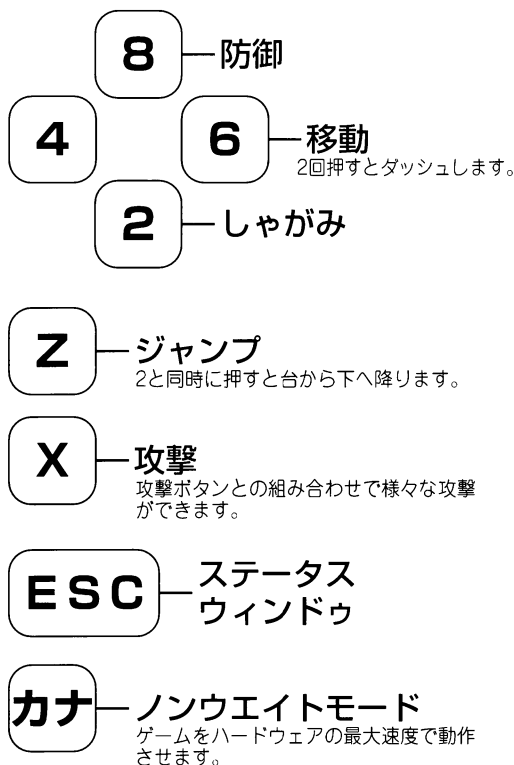 8 防御
4
6 移動
2回押すとダッシュします。
2 しゃがみ
Z ジャンプ
2と同時に押すと台から下へ降ります。
X 攻撃
攻撃ボタンとの組み合わせで様々な攻撃
ができます。
ESC ステータス
ウィンドゥ
カナ ノンウエイトモード
ゲームをハードウェアの最大速度で動作
させます。